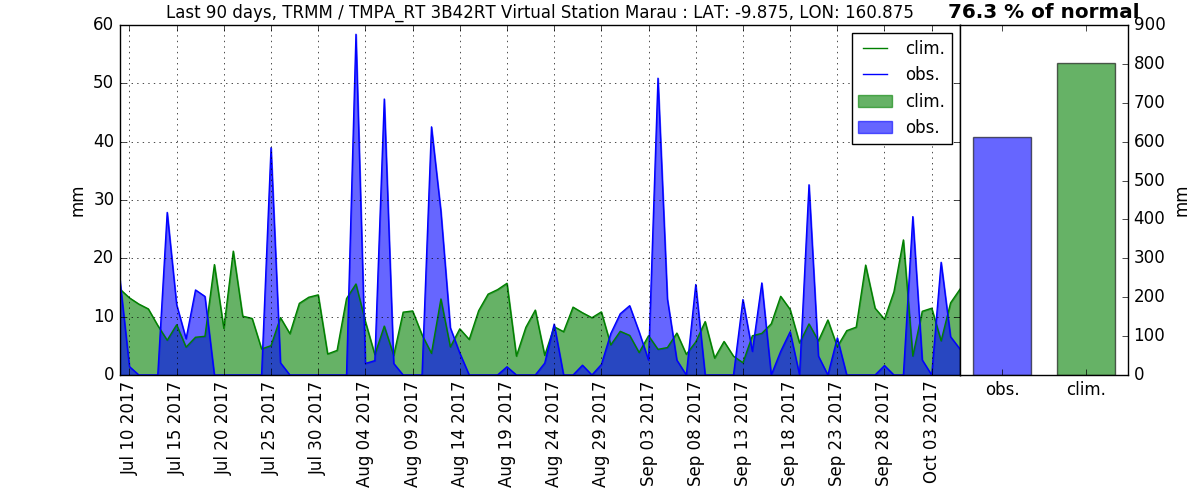 Last 90 days, TRMM / TMPA_RT 3B42RT Virtual Station Marau : LAT: -9.875, LON: 160.875
76.3 % of normal
clim.
obs.
clim.
obs.
mm
60
50
40
30
20
10
0
Jul 10 2017
Jul 15 2017
Jul 20 2017
Jul 25 2017
Jul 30 2017
Aug 04 2017
Aug 09 2017
Aug 14 2017
Aug 19 2017
Aug 24 2017
Aug 29 2017
Sep 03 2017
Sep 08 2017
Sep 13 2017
Sep 18 2017
Sep 23 2017
Sep 28 2017
Oct 03 2017
obs.
clim.
900
800
700
600
500
400
300
200
100
0
mm